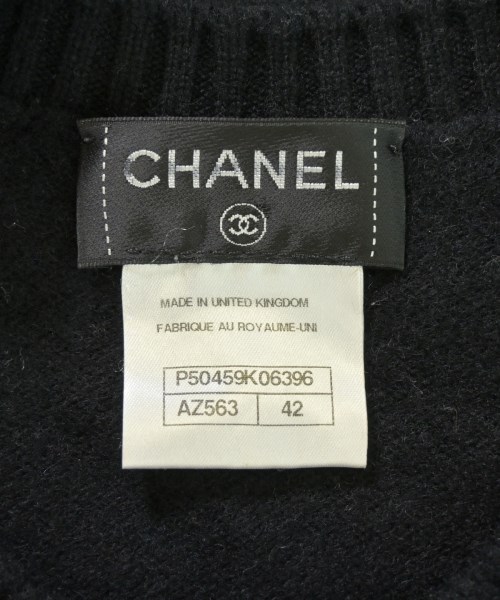 CHANEL
MADE IN UNITED KINGDOM
FABRIQUE AU ROYAUME-UNI
P50459K06396
AZ563 42